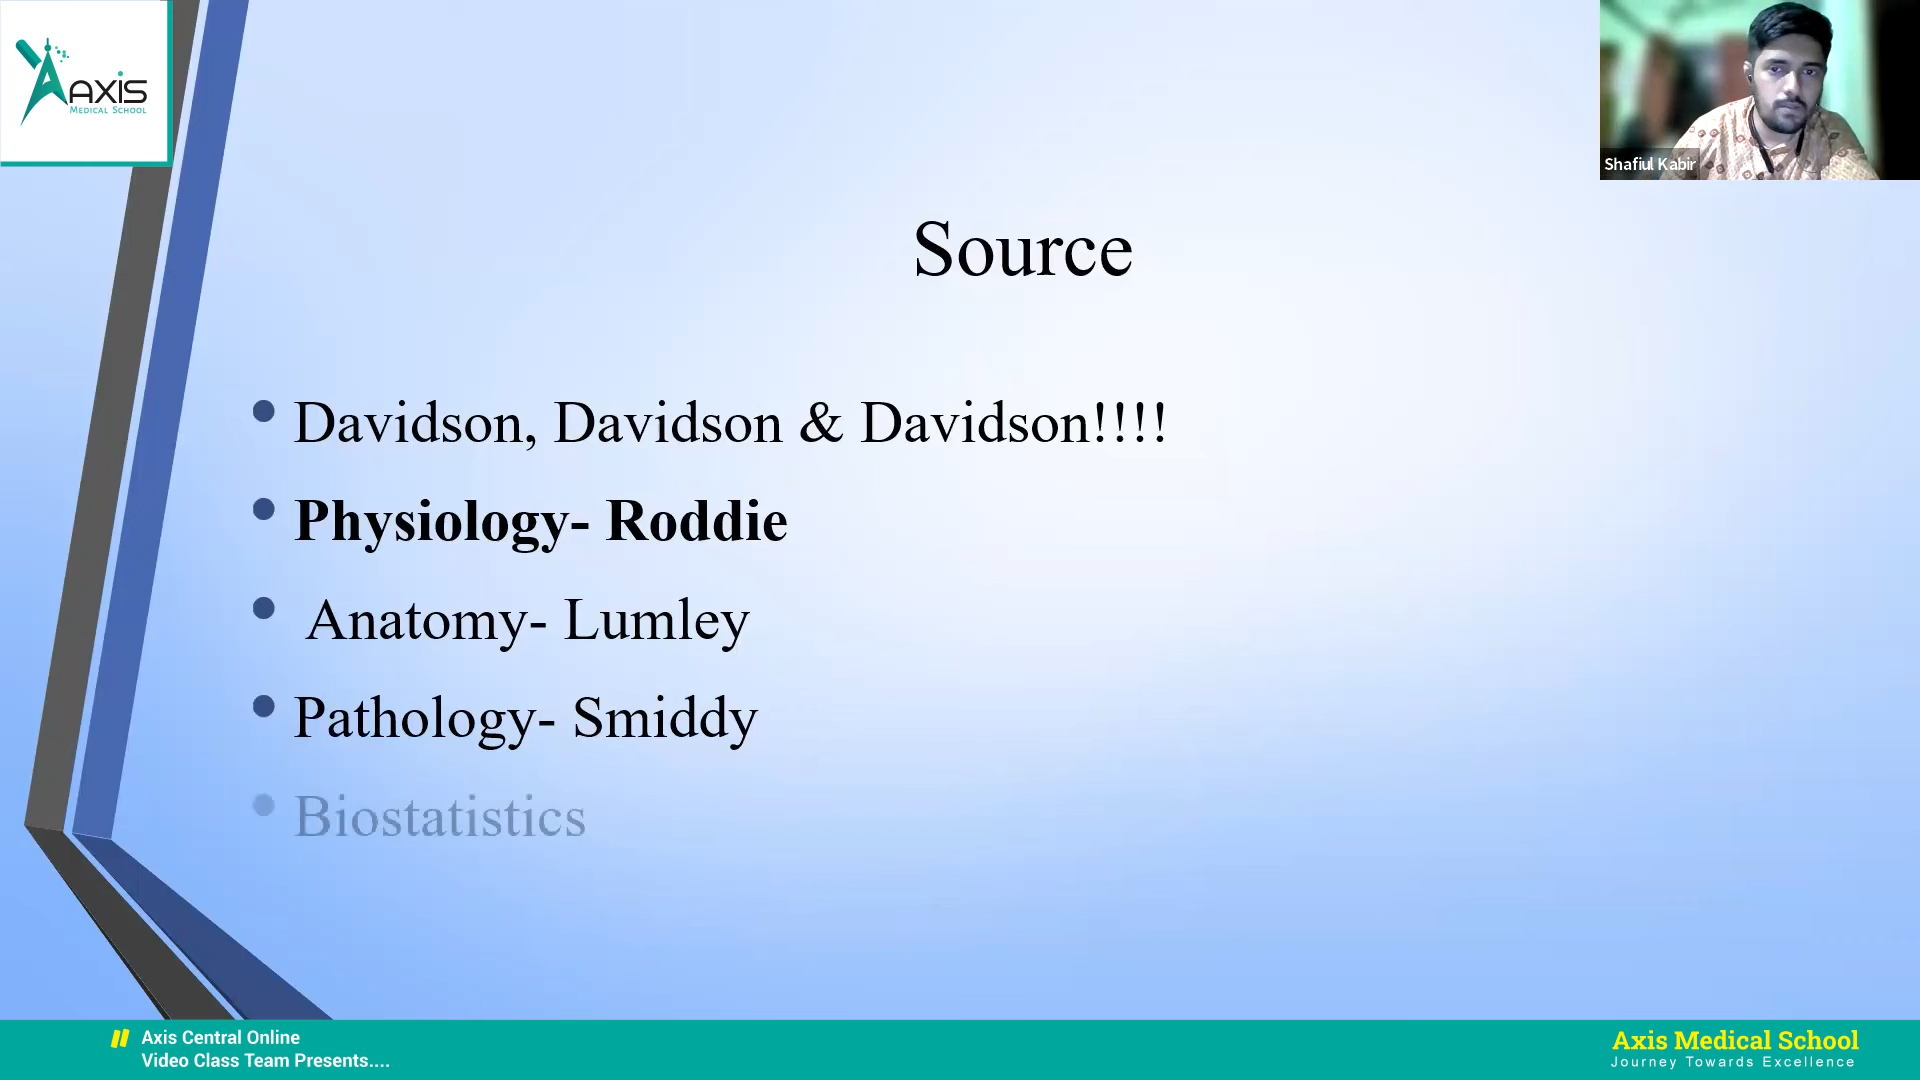 AXIS
MEDICAL SCHOOL
Shafiul Kabir
Source
• Davidson, Davidson & Davidson!!!!
• Physiology- Roddie
• Anatomy- Lumley
• Pathology- Smiddy
• Biostatistics
Axis Central Online
Video Class Team Presents....
Axis Medical School
Journey Towards Excellence